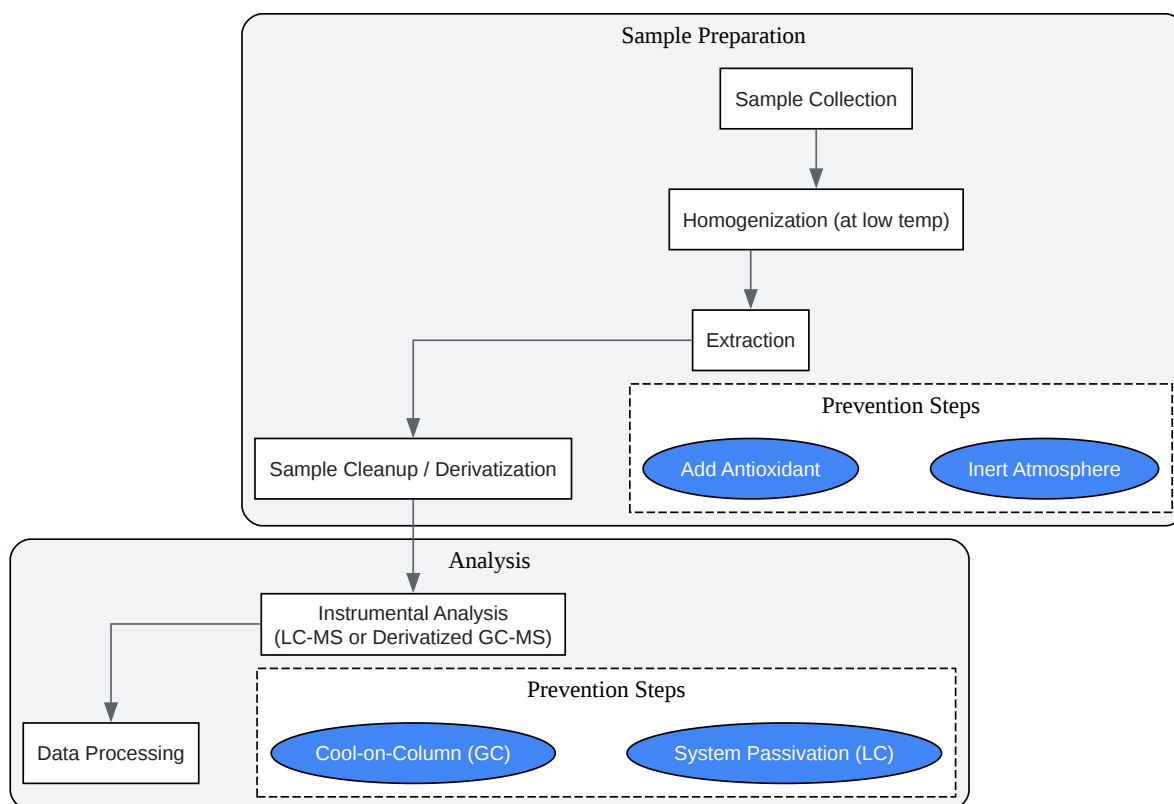 Sample Preparation
Sample Collection
Homogenization (at low temp)
Extraction
Prevention Steps
Add Antioxidant
Inert Atmosphere
Sample Cleanup / Derivatization
Analysis
Instrumental Analysis
(LC-MS or Derivatized GC-MS)
Prevention Steps
Cool-on-Column (GC)
System Passivation (LC)
Data Processing